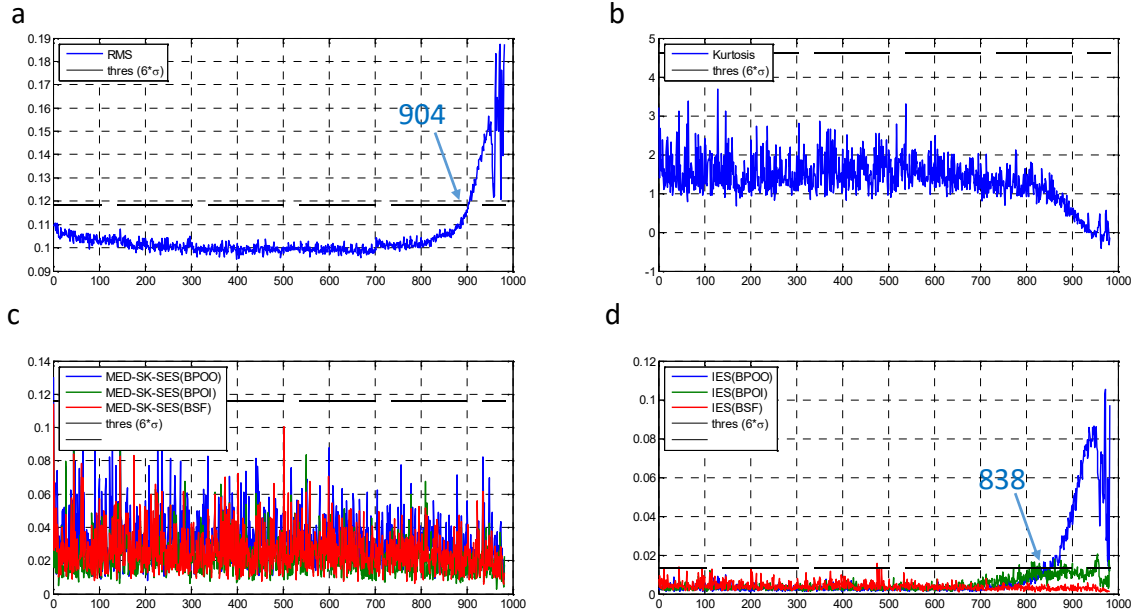 a
0.19
0.18
0.17
0.16
0.15
0.14
0.13
0.12
0.11
0.1
0.09
0 100 200 300 400 500 600 700 800 900 1000
RMS
thres (6*σ)
904
b
5
4
3
2
1
0
-1
0 100 200 300 400 500 600 700 800 900 1000
Kurtosis
thres (6*σ)
c
0.14
0.12
0.1
0.08
0.06
0.04
0.02
0
0 100 200 300 400 500 600 700 800 900 1000
MED-SK-SES(BPOO)
MED-SK-SES(BPOI)
MED-SK-SES(BSF)
thres (6*σ)
d
0.12
0.1
0.08
0.06
0.04
0.02
0
0 100 200 300 400 500 600 700 800 900 1000
IES(BPOO)
IES(BPOI)
IES(BSF)
thres (6*σ)
838